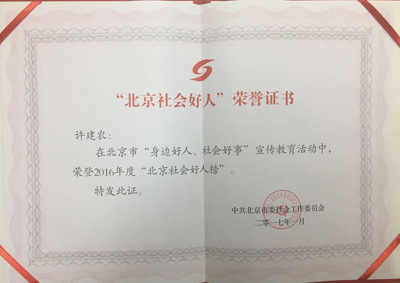 “北京社会好人”荣誉证书
许建农：
在北京市“身边好人、社会好事”宣传教育活动中，
荣登2016年度“北京社会好人榜”。
特发此证。
中共北京市委社会工作委员会
二〇一七年一月